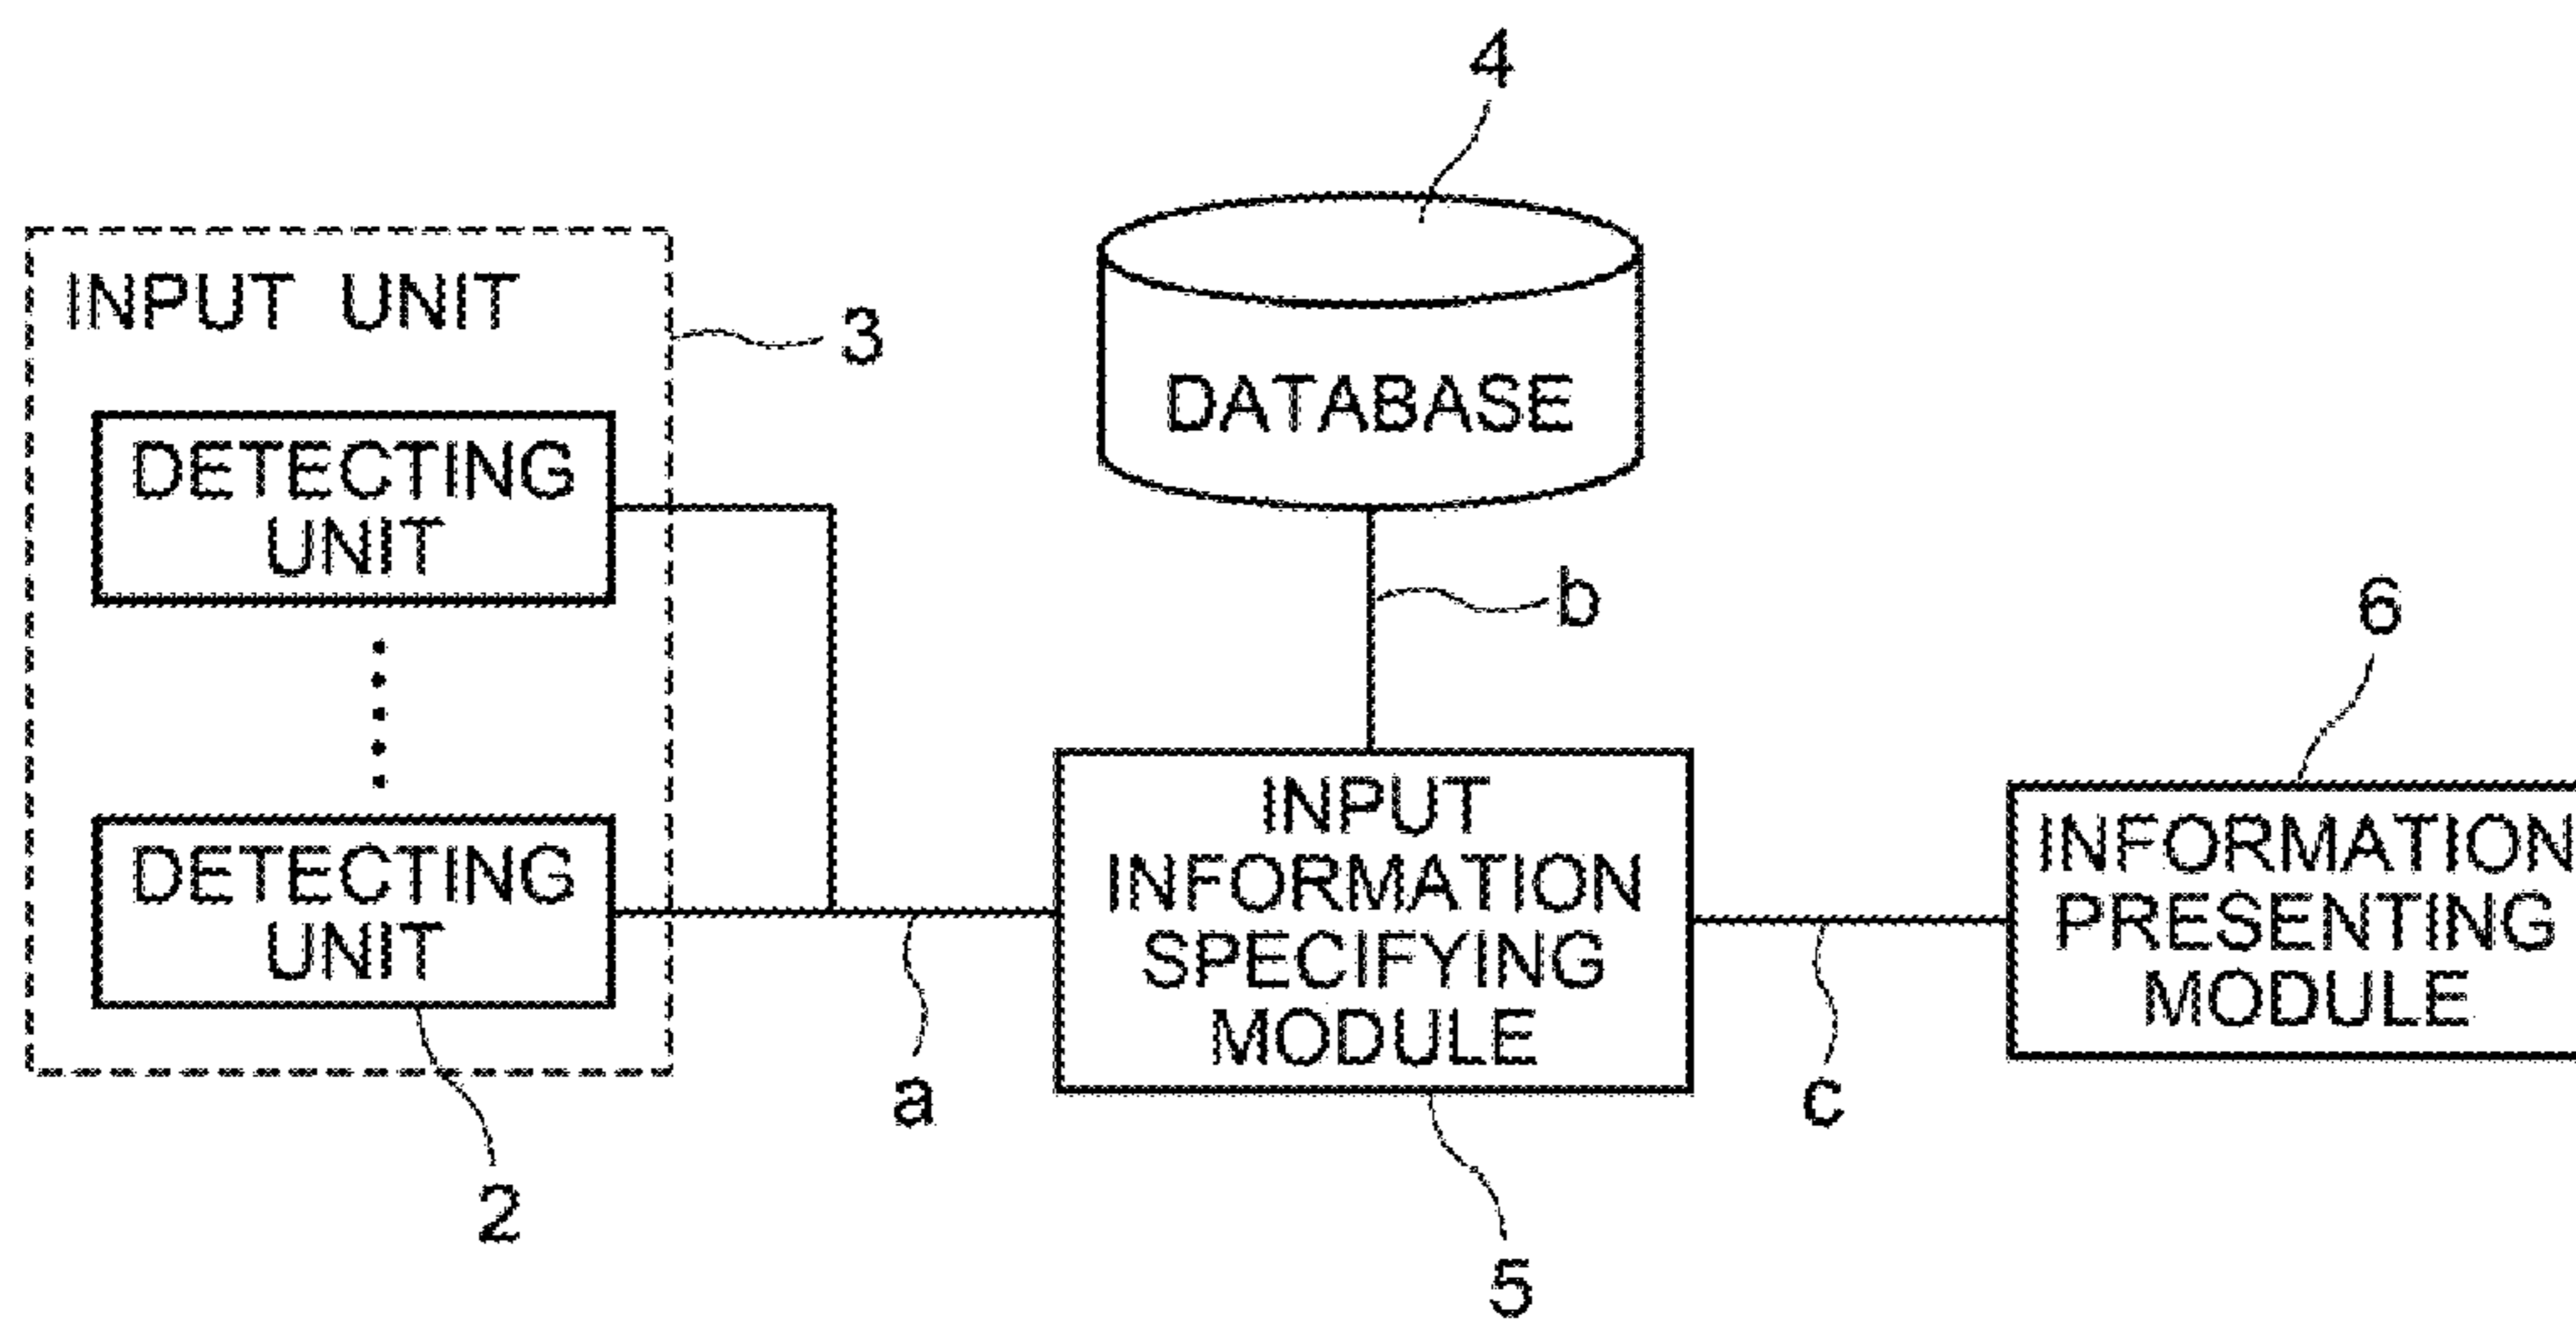 4
INPUT UNIT
3
DETECTING
UNIT
DATABASE
b
6
DETECTING
UNIT
INPUT
INFORMATION
SPECIFYING
MODULE
INFORMATION
PRESENTING
MODULE
a
c
2
5